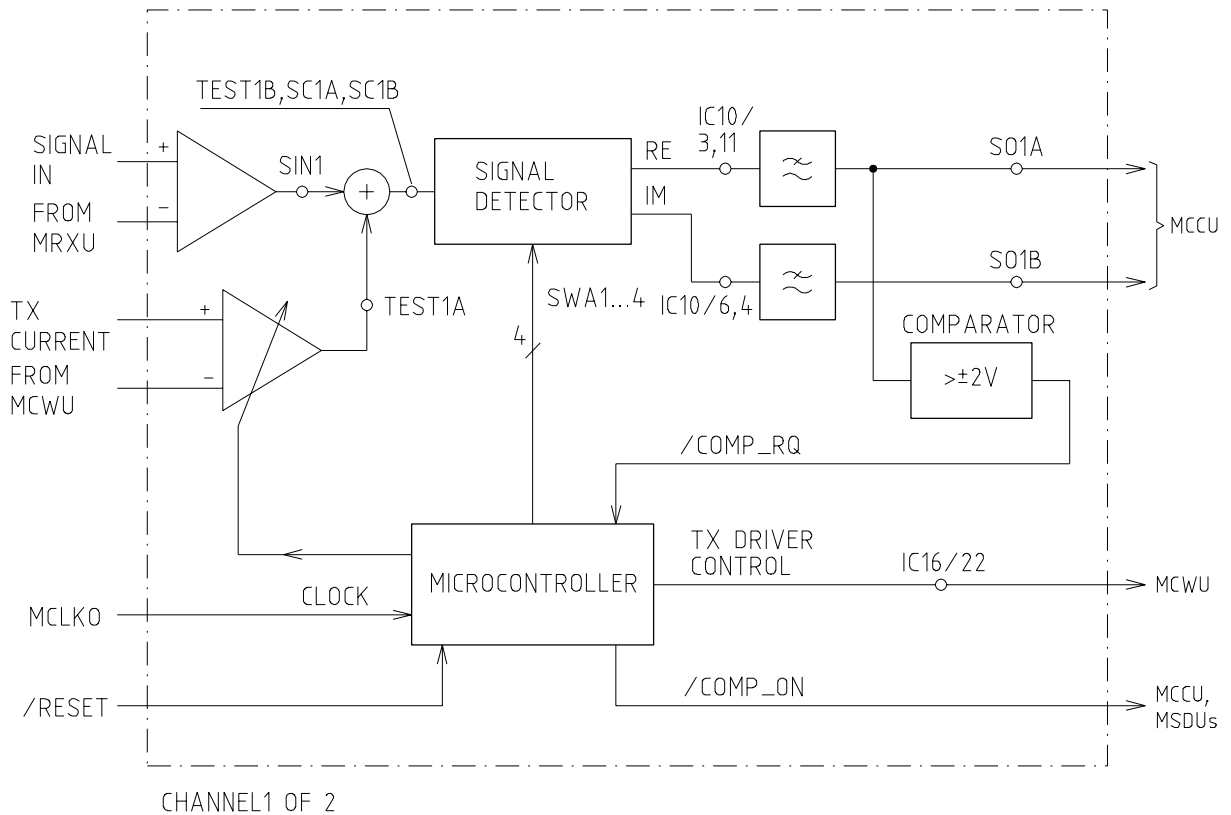 TEST1B,SC1A,SC1B
SIGNAL
IN
FROM
MRXU
+
-
SIN1
+
SIGNAL
DETECTOR
RE
IM
IC10/
3,11
IC10/6,4
SO1A
SO1B
MCCU
TX
CURRENT
FROM
MCWU
+
-
TEST1A
SWA1...4
4
COMPARATOR
>±2V
/COMP_RQ
MICROCONTROLLER
TX DRIVER
CONTROL
IC16/22
MCWU
MCLKO
CLOCK
/RESET
/COMP_ON
MCCU,
MSDUs
CHANNEL1 OF 2